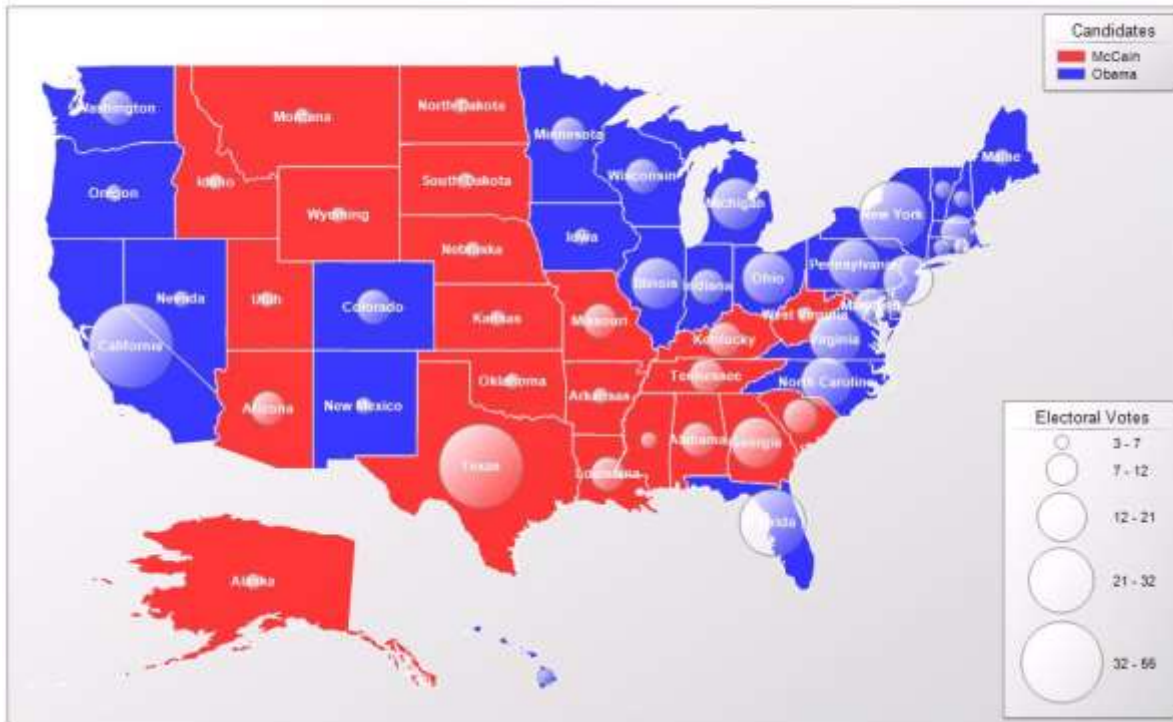 Candidates
McCain
Obama
Washington
Montana
North Dakota
Minnesota
Maine
Oregon
Idaho
South Dakota
Wisconsin
Michigan
New York
Wyoming
Iowa
Nebraska
Pennsylvania
Nevada
Utah
Colorado
Illinois
Indiana
Ohio
Maryland
California
Kansas
Missouri
West Virginia
Kentucky
Virginia
Tennessee
North Carolina
Arizona
New Mexico
Oklahoma
Arkansas
Texas
Louisiana
Alabama
Georgia
Florida
Alaska
Electoral Votes
3 - 7
7 - 12
12 - 21
21 - 32
32 - 55